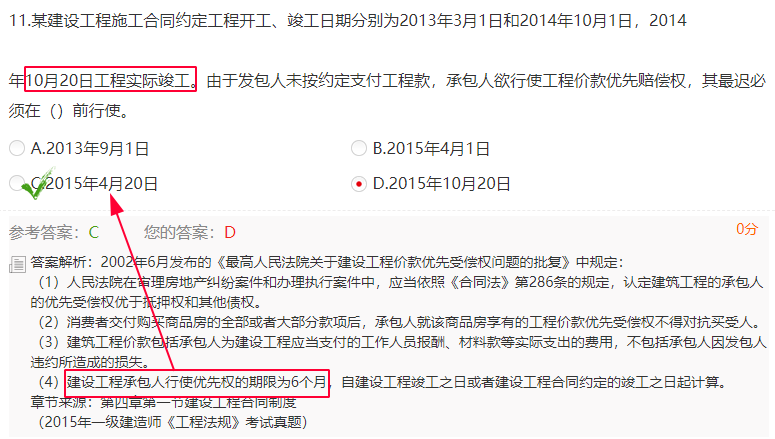 11.某建设工程施工合同约定工程开工、竣工日期分别为2013年3月1日和2014年10月1日，2014
年10月20日工程实际竣工。由于发包人未按约定支付工程款，承包人欲行使工程价款优先赔偿权，其最迟必
须在（）前行使。
A.2013年9月1日
B.2015年4月1日
C.2015年4月20日
D.2015年10月20日
参考答案：C 您的答案：D 0分
答案解析：2002年6月发布的《最高人民法院关于建设工程价款优先受偿权问题的批复》中规定：
（1）人民法院在审理房地产纠纷案件和办理执行案件中，应当依照《合同法》第286条的规定，认定建筑工程的承包人
的优先受偿权优于抵押权和其他债权。
（2）消费者交付购买商品房的全部或者大部分款项后，承包人就该商品房享有的工程价款优先受偿权不得对抗买受人。
（3）建筑工程价款包括承包人为建设工程应当支付的工作人员报酬、材料款等实际支出的费用，不包括承包人因发包人
违约所造成的损失。
（4）建设工程承包人行使优先权的期限为6个月，自建设工程竣工之日或者建设工程合同约定的竣工之日起计算。
章节来源：第四章第一节建设工程合同制度
（2015年一级建造师《工程法规》考试真题）